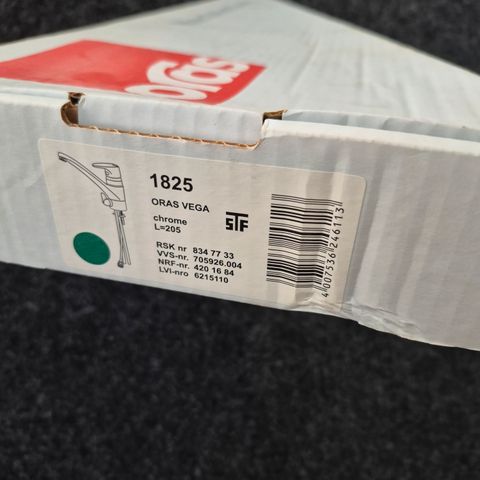 oras
1825
ORAS VEGA
chrome
L=205
STF
RSK nr 834 77 33
VVS-nr. 705926.004
NRF-nr. 420 16 84
LVI-nro 6215110
4007536246113